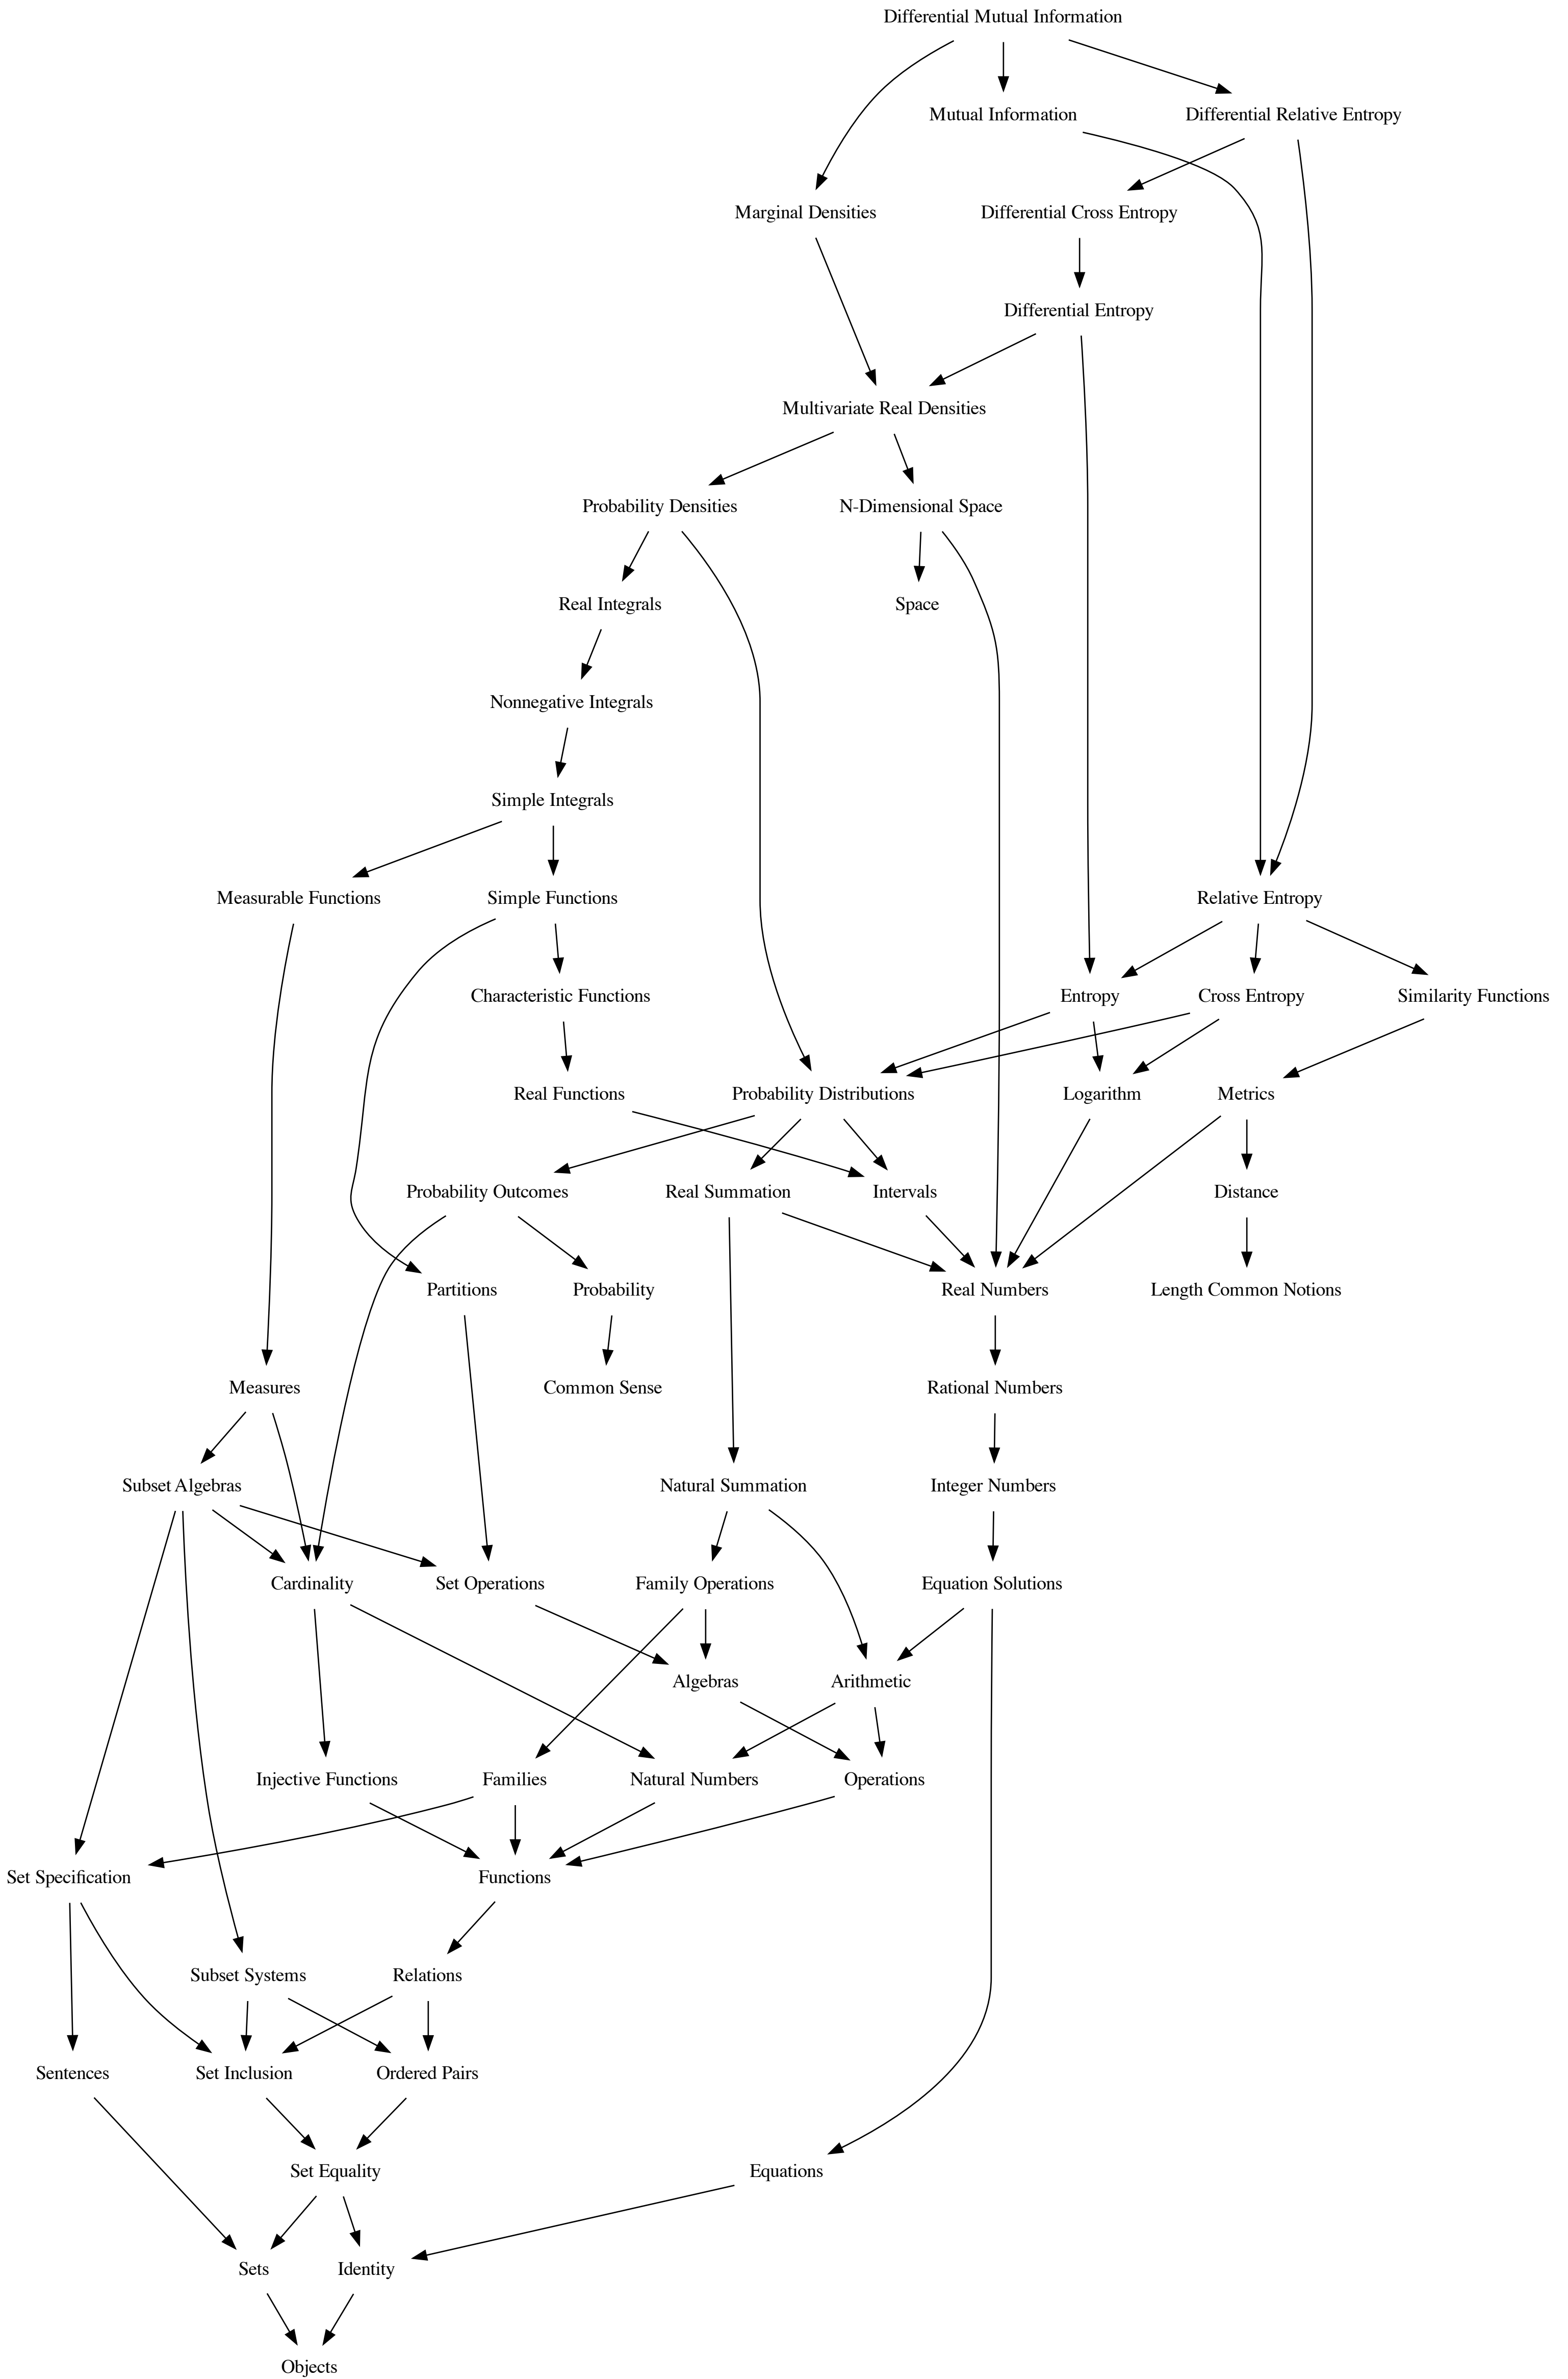 Differential Mutual Information
Mutual Information
Differential Relative Entropy
Marginal Densities
Differential Cross Entropy
Differential Entropy
Multivariate Real Densities
Probability Densities
N-Dimensional Space
Real Integrals
Space
Nonnegative Integrals
Simple Integrals
Measurable Functions
Simple Functions
Relative Entropy
Characteristic Functions
Entropy
Cross Entropy
Similarity Functions
Real Functions
Probability Distributions
Logarithm
Metrics
Probability Outcomes
Real Summation
Intervals
Distance
Partitions
Probability
Real Numbers
Length Common Notions
Measures
Common Sense
Rational Numbers
Subset Algebras
Natural Summation
Integer Numbers
Cardinality
Set Operations
Family Operations
Equation Solutions
Algebras
Arithmetic
Injective Functions
Families
Natural Numbers
Operations
Set Specification
Functions
Subset Systems
Relations
Sentences
Set Inclusion
Ordered Pairs
Set Equality
Equations
Sets
Identity
Objects